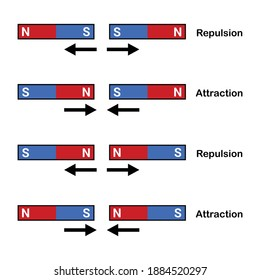 N S S N Repulsion
S N S N Attraction
S N N S Repulsion
N S N S Attraction
shutterstock.com · 1884520297